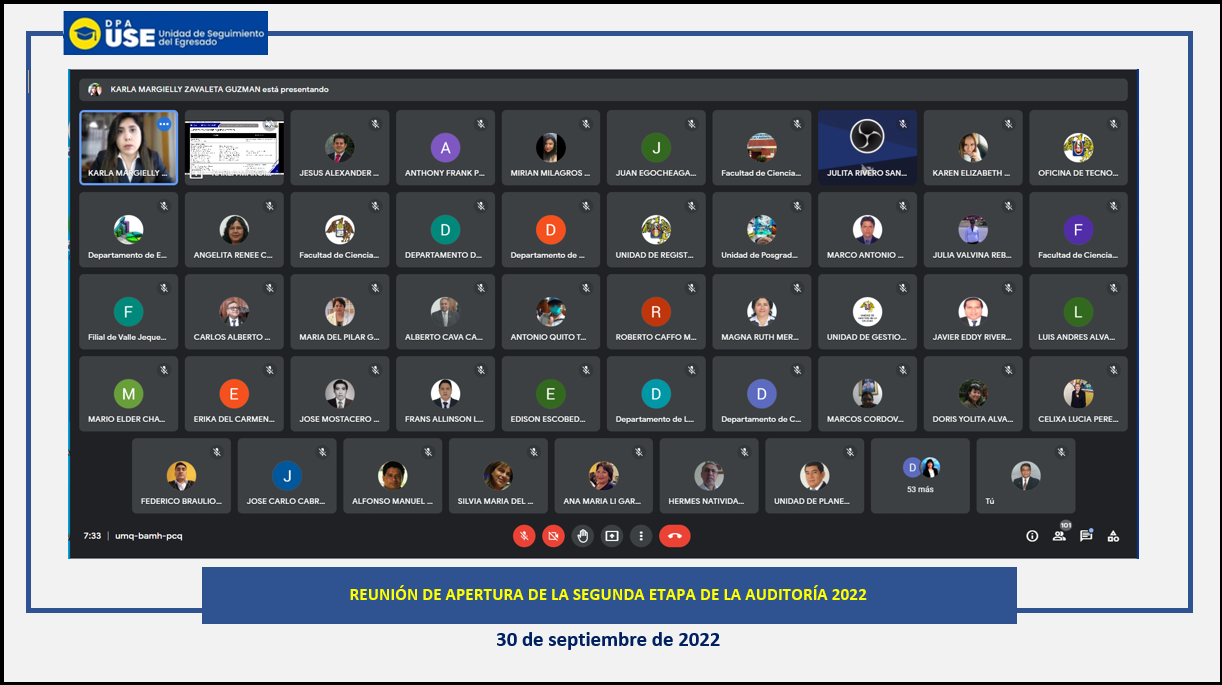 DPA
USE Unidad de Seguimiento
del Egresado
KARLA MARGIELLY ZAVALETA GUZMAN está presentando
KARLA MARGIELLY ...
JESUS ALEXANDER ...
A
ANTHONY FRANK P...
MIRIAN MILAGROS ...
J
JUAN EGOCHEAGA...
Facultad de Ciencia...
JULITA RIVERO SAN...
KAREN ELIZABETH ...
OFICINA DE TECNO...
Departamento de E...
ANGELITA RENEE C...
Facultad de Ciencia...
D
DEPARTAMENTO D...
D
Departamento de ...
UNIDAD DE REGIST...
Unidad de Posgrad...
MARCO ANTONIO ...
JULIA VALVINA REB...
F
Facultad de Ciencia...
F
Filial de Valle Jeque...
CARLOS ALBERTO ...
MARIA DEL PILAR G...
ALBERTO CAVA CA...
ANTONIO QUITO T...
R
ROBERTO CAFFO M...
MAGNA RUTH MER...
UNIDAD DE GESTIO...
JAVIER EDDY RIVER...
L
LUIS ANDRES ALVA...
M
MARIO ELDER CHA...
E
ERIKA DEL CARMEN...
JOSE MOSTACERO ...
FRANS ALLINSON L...
E
EDISON ESCOBED...
D
Departamento de I...
D
Departamento de C...
MARCOS CORDOV...
DORIS YOLITA ALVA...
CELIXA LUCIA PERE...
FEDERICO BRAULIO...
J
JOSE CARLO CABR...
ALFONSO MANUEL ...
SILVIA MARIA DEL ...
ANA MARIA LI GAR...
HERMES NATIVIDA...
UNIDAD DE PLANE...
D
53 más
Tú
7:33 | umq-bamh-pcq
101
REUNIÓN DE APERTURA DE LA SEGUNDA ETAPA DE LA AUDITORÍA 2022
30 de septiembre de 2022